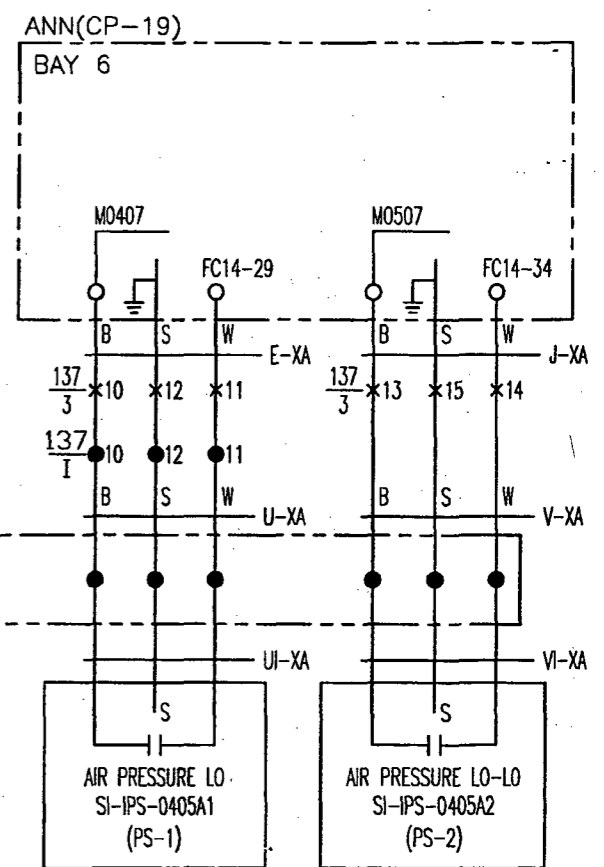 ANN(CP-19)
BAY 6
M0407
M0507
FC14-29
FC14-34
B S W E-XA
B S W J-XA
137/3 10 12 11
137/3 13 15 14
137/I 10 12 11
B S W U-XA
B S W V-XA
UI-XA
VI-XA
S
S
AIR PRESSURE LO
SI-IPS-0405A1
(PS-1)
AIR PRESSURE LO-LO
SI-IPS-0405A2
(PS-2)